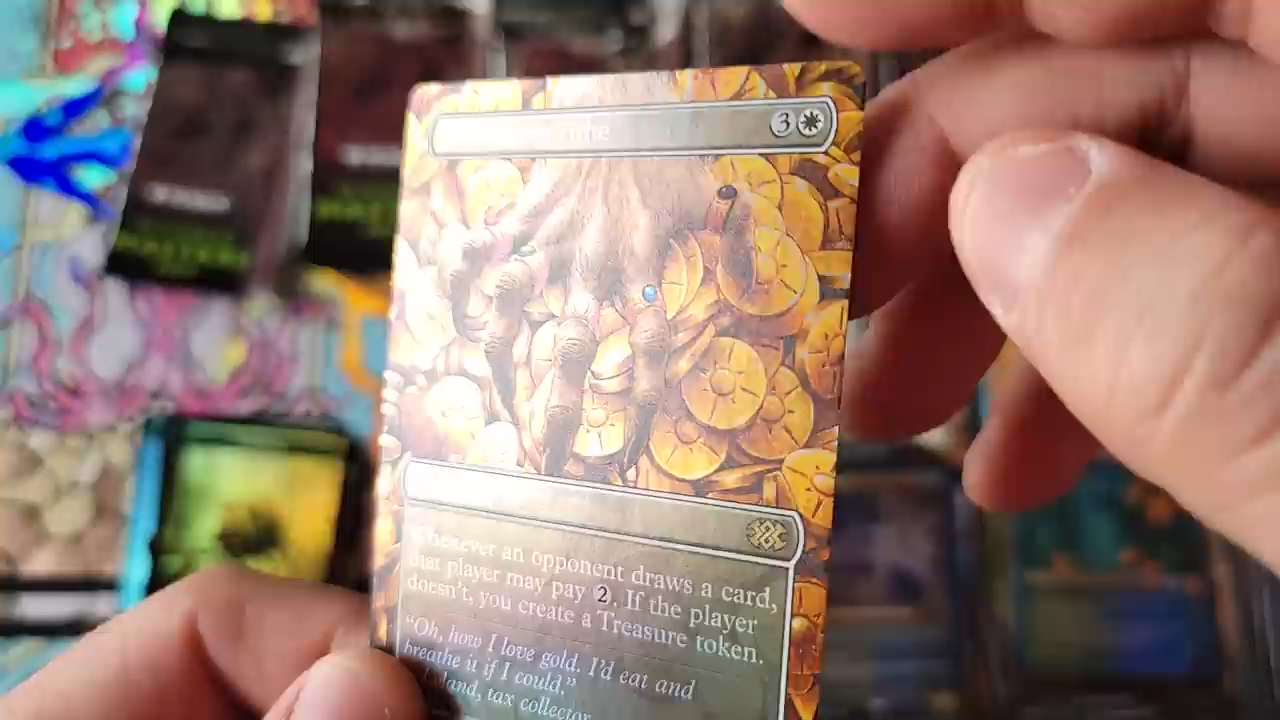 3
Whenever an opponent draws a card,
that player may pay 2. If the player
doesn't, you create a Treasure token.
"Oh, how I love gold. I'd eat and
breathe it if I could."
tax collector